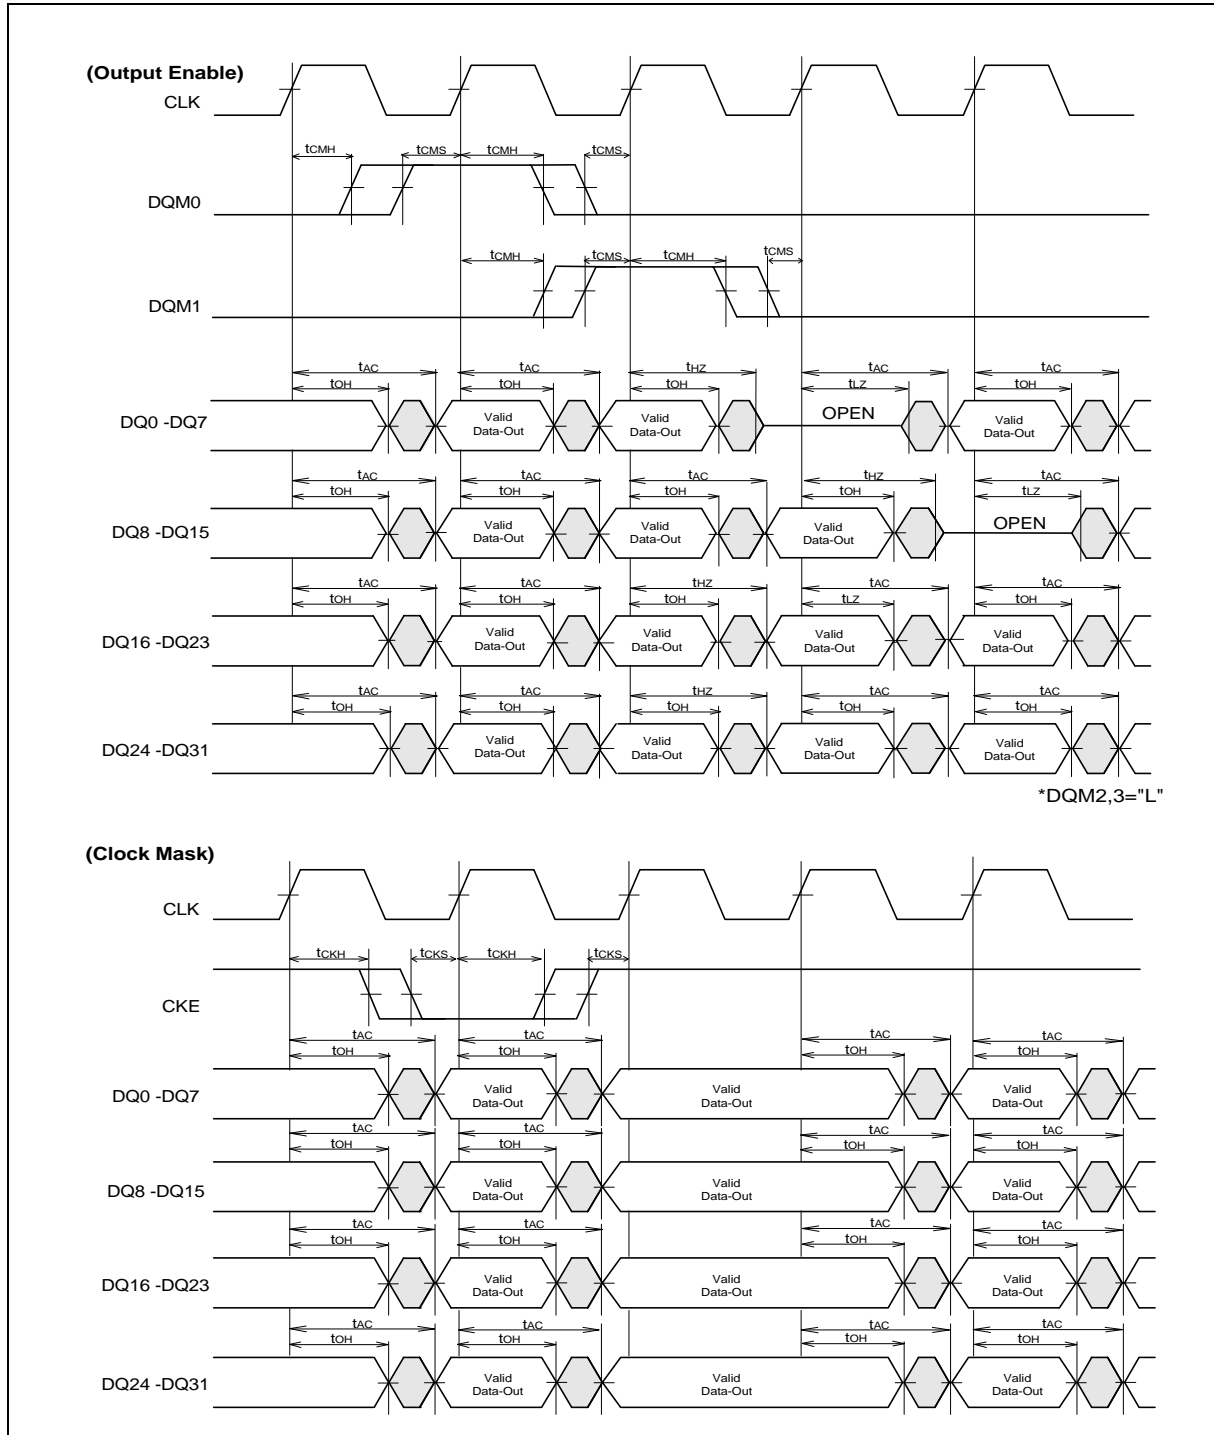 (Output Enable)
CLK
tCMH tCMS tCMH tCMS
DQM0
tCMH tCMS tCMH tCMS
DQM1
tAC tAC tHZ tAC tAC
tOH tOH tOH tLZ tOH
DQ0 -DQ7 Valid Data-Out Valid Data-Out OPEN Valid Data-Out
tAC tAC tAC tHZ tAC
tOH tOH tOH tOH tLZ
DQ8 -DQ15 Valid Data-Out Valid Data-Out Valid Data-Out OPEN
tAC tAC tHZ tAC tAC
tOH tOH tOH tLZ tOH
DQ16 -DQ23 Valid Data-Out Valid Data-Out Valid Data-Out Valid Data-Out
tAC tAC tHZ tAC tAC
tOH tOH tOH tOH tOH
DQ24 -DQ31 Valid Data-Out Valid Data-Out Valid Data-Out Valid Data-Out
*DQM2,3="L"
(Clock Mask)
CLK
tCKH tCKS tCKH tCKS
CKE
tAC tAC tAC tAC
tOH tOH tOH tOH
DQ0 -DQ7 Valid Data-Out Valid Data-Out Valid Data-Out
tAC tAC tAC tAC
tOH tOH tOH tOH
DQ8 -DQ15 Valid Data-Out Valid Data-Out Valid Data-Out
tAC tAC tAC tAC
tOH tOH tOH tOH
DQ16 -DQ23 Valid Data-Out Valid Data-Out Valid Data-Out
tAC tAC tAC tAC
tOH tOH tOH tOH
DQ24 -DQ31 Valid Data-Out Valid Data-Out Valid Data-Out